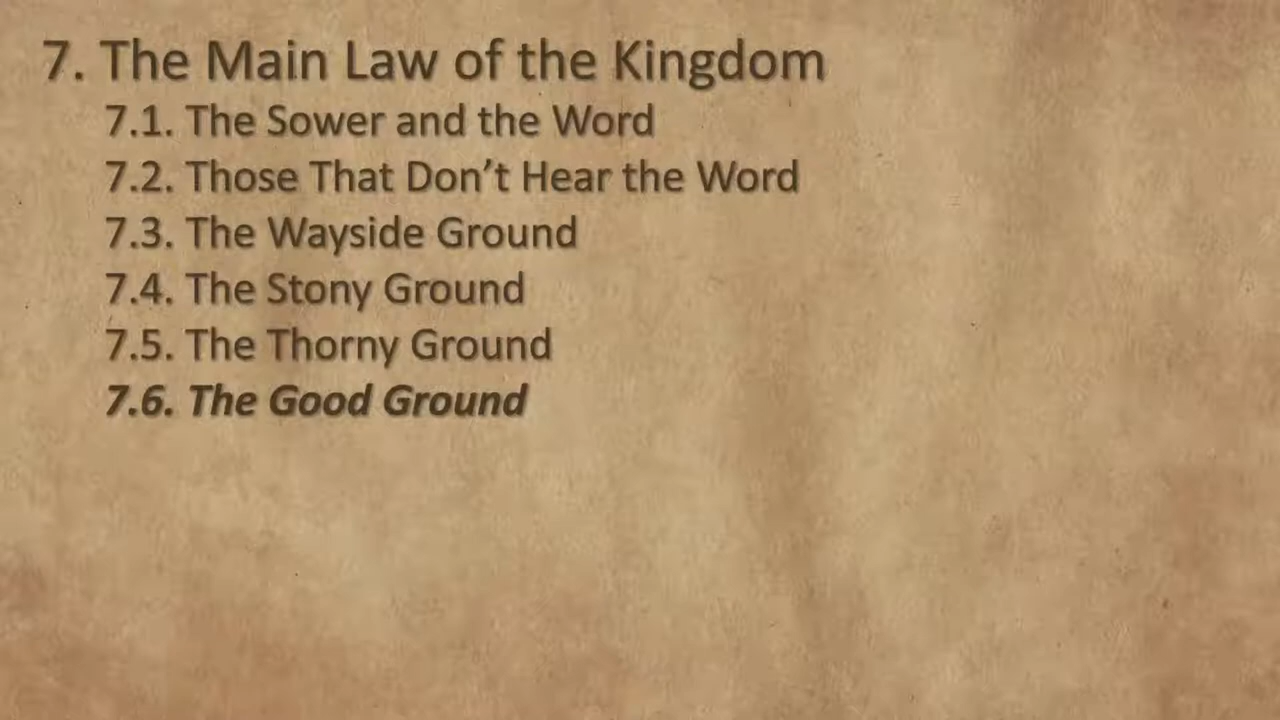 7. The Main Law of the Kingdom
7.1. The Sower and the Word
7.2. Those That Don’t Hear the Word
7.3. The Wayside Ground
7.4. The Stony Ground
7.5. The Thorny Ground
7.6. The Good Ground